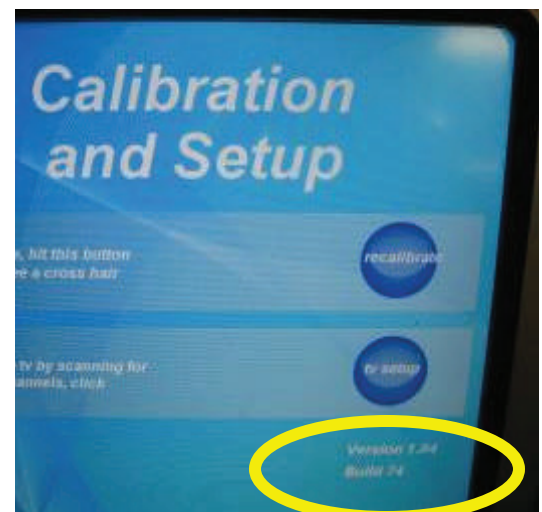 Calibration
and Setup
, hit this button
e a cross hair
recalibrate
tv by scanning for
annels, click
tv setup
Version 1.04
Build 74